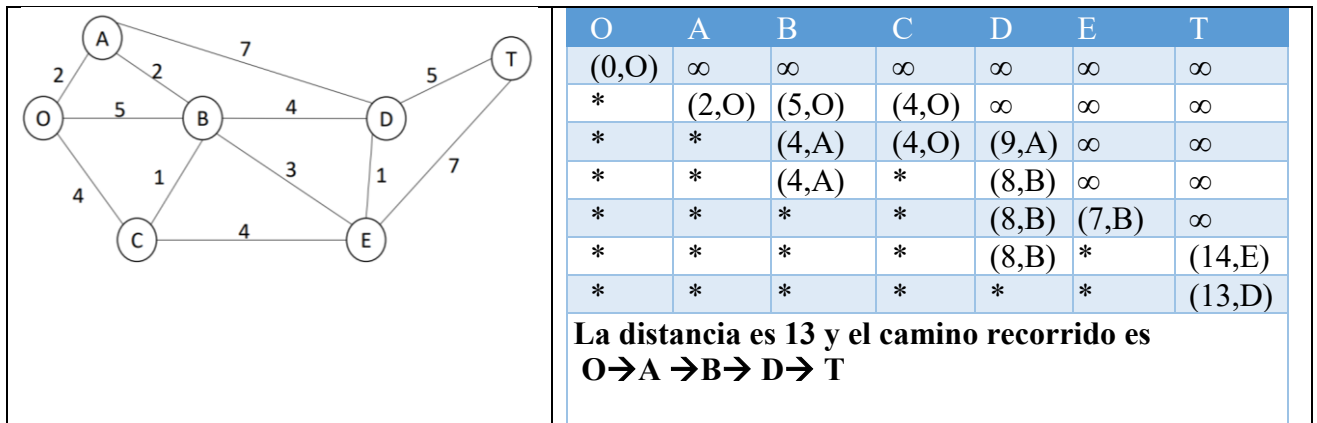 A
7
T
2
2
5
O
5
B
4
D
1
3
1
7
4
C
4
E
O A B C D E T
(0,O) ∞ ∞ ∞ ∞ ∞ ∞
* (2,O) (5,O) (4,O) ∞ ∞ ∞
* * (4,A) (4,O) (9,A) ∞ ∞
* * (4,A) * (8,B) ∞ ∞
* * * * (8,B) (7,B) ∞
* * * * (8,B) * (14,E)
* * * * * * (13,D)
La distancia es 13 y el camino recorrido es
O→A →B→ D→ T